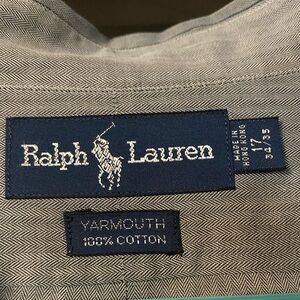 Ralph Lauren
MADE IN
HONG KONG
17
34/35
YARMOUTH
100% COTTON